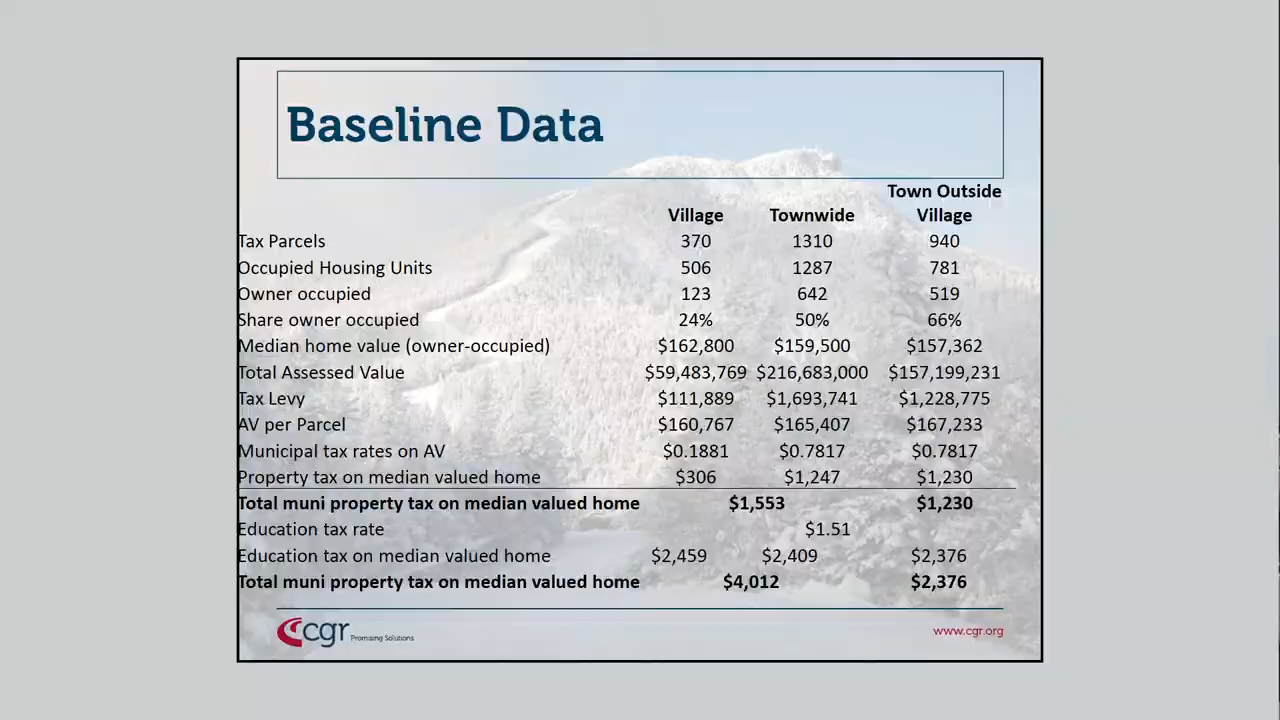 Baseline Data
Town Outside
Village Townwide Village
Tax Parcels 370 1310 940
Occupied Housing Units 506 1287 781
Owner occupied 123 642 519
Share owner occupied 24% 50% 66%
Median home value (owner-occupied) $162,800 $159,500 $157,362
Total Assessed Value $59,483,769 $216,683,000 $157,199,231
Tax Levy $111,889 $1,693,741 $1,228,775
AV per Parcel $160,767 $165,407 $167,233
Municipal tax rates on AV $0.1881 $0.7817 $0.7817
Property tax on median valued home $306 $1,247 $1,230
Total muni property tax on median valued home $1,553 $1,230
Education tax rate $1.51
Education tax on median valued home $2,459 $2,409 $2,376
Total muni property tax on median valued home $4,012 $2,376
cgr Promising Solutions www.cgr.org